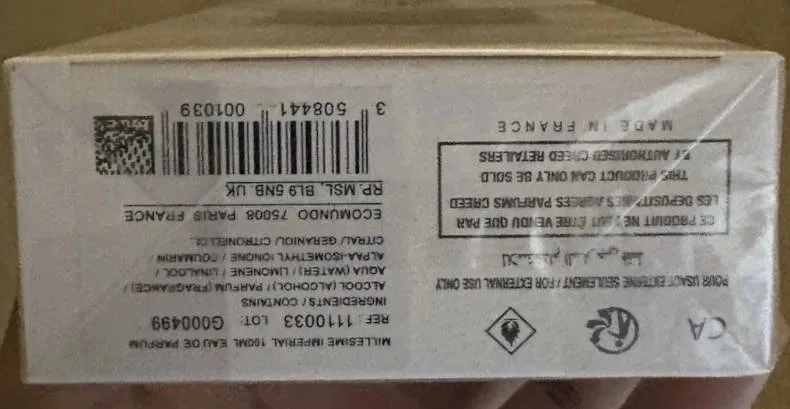 CA
POUR USAGE EXTERNE SEULEMENT / FOR EXTERNAL USE ONLY
CE PRODUIT NE PEUT ÊTRE VENDU QUE PAR
LES DEPOSITAIRES AGRÉES PARFUMS CREED
THIS PRODUCT CAN ONLY BE SOLD
BY AUTHORISED CREED RETAILERS
MADE IN FRANCE
MILLESIME IMPERIAL 100ML EAU DE PARFUM
REF: 1110033 LOT: G000499
INGREDIENTS / CONTAINS
ALCOOL (ALCOHOL) / PARFUM (FRAGRANCE) /
AQUA (WATER) / LIMONENE / LINALOOL /
ALPA-ISOMETHYL IONONE / COUMARIN
CITRAL/ GERANIOL/ CITRONELLOL.
ECOMUNDO 75008 PARIS FRANCE
RP. MSL, BL9 5NB, UK
3 508441 001039